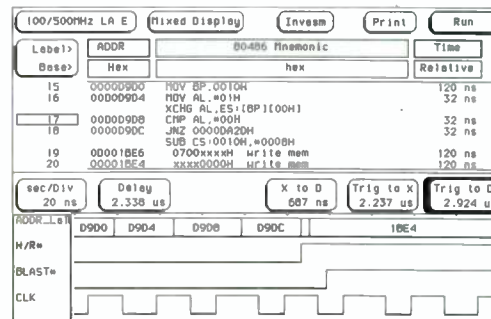 100/500MHz LA E Mixed Display Invasm Print Run
Label> ADDR 80486 Mnemonic Time
Base> Hex hex Relative
15 0000D9D0 MOV BP,0010H 120 ns
16 0000D9D4 MOV AL,*01H 32 ns
XCHG AL,ES:[BP][00H]
17 0000D9D8 CMP AL,*00H 32 ns
18 0000D9DC JNZ 0000DA2DH 32 ns
SUB CS:0010H,*0008H
19 000018E6 0700xxxxH write mem 120 ns
20 000018E4 xxxx0000H write mem 120 ns
sec/Div Delay X to O Trig to X Trig to O
20 ns 2.338 us 687 ns 2.237 us 2.924 u
ADDR_Lall D9D0 D9D4 D9D8 D9DC 18E4
H/R*
BLAST*
CLK